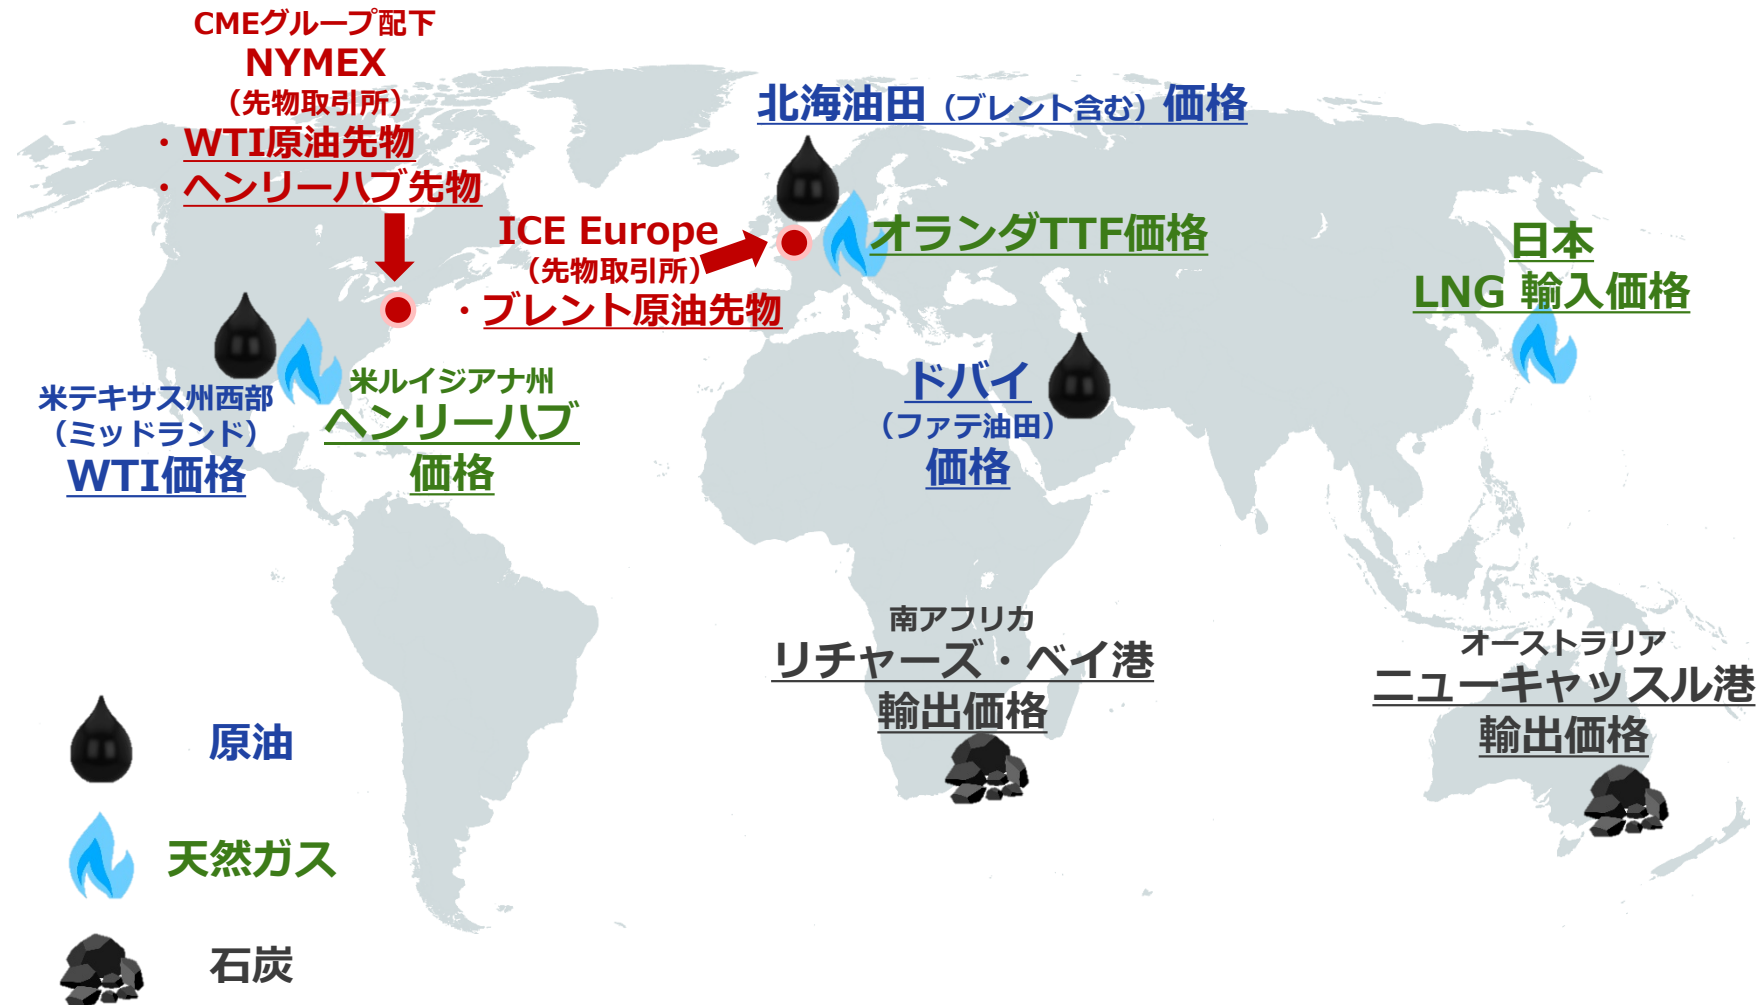 CMEグループ配下
NYMEX
（先物取引所）
・WTI原油先物
・ヘンリーハブ先物
北海油田（ブレント含む）価格
ICE Europe
（先物取引所）
・ブレント原油先物
オランダTTF価格
日本
LNG 輸入価格
米テキサス州西部
（ミッドランド）
WTI価格
米ルイジアナ州
ヘンリーハブ
価格
ドバイ
（ファテ油田）
価格
南アフリカ
リチャーズ・ベイ港
輸出価格
オーストラリア
ニューキャッスル港
輸出価格
原油
天然ガス
石炭